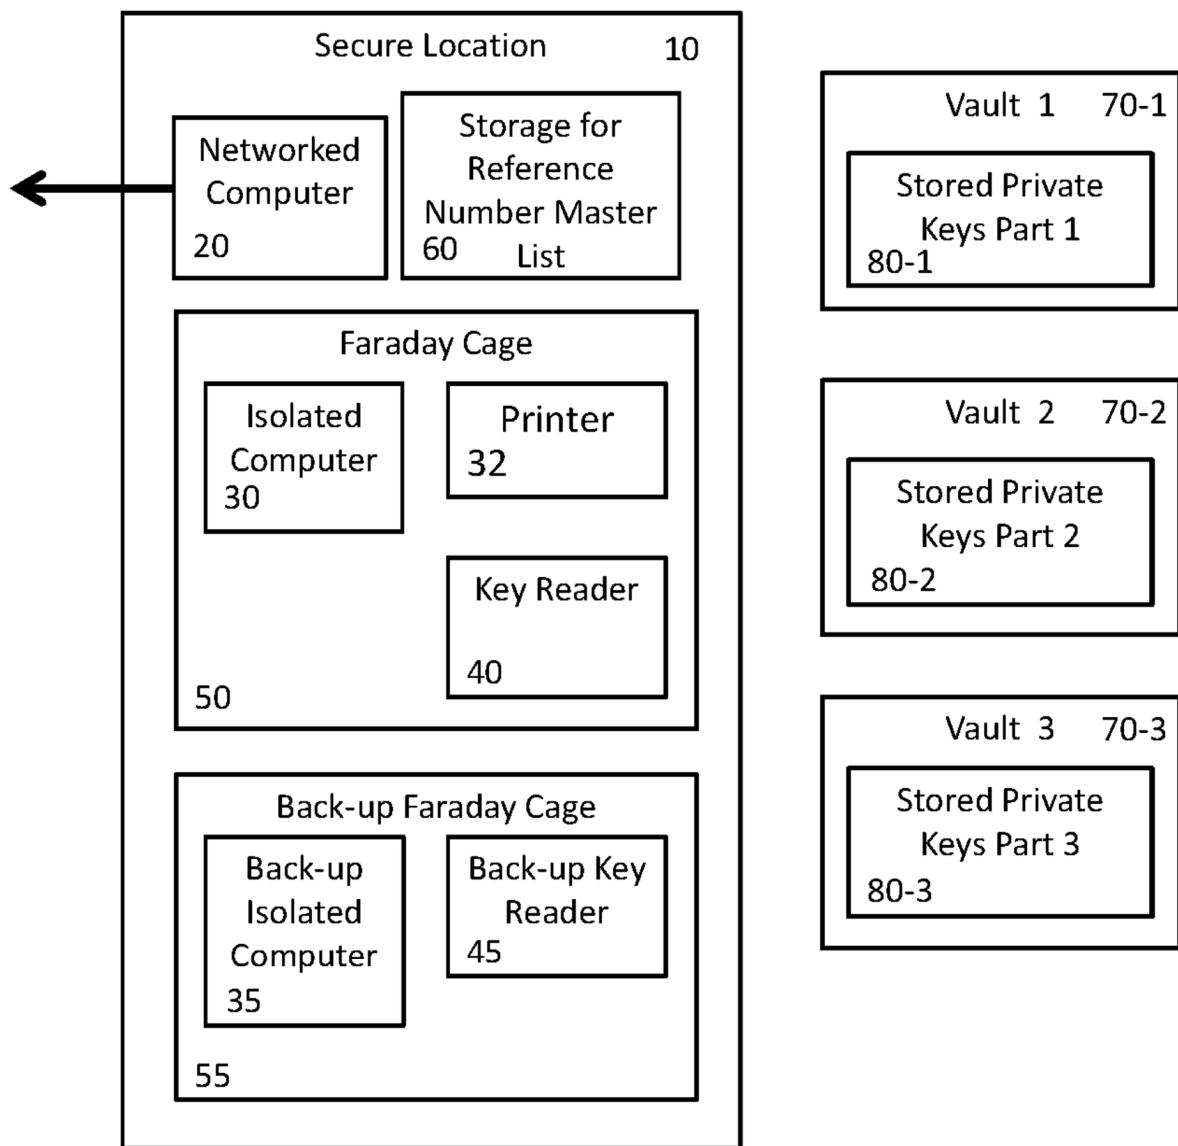 Secure Location 10
Networked
Computer
20
Storage for
Reference
Number Master
60 List
Faraday Cage
Isolated
Computer
30
Printer
32
Key Reader
40
50
Back-up Faraday Cage
Back-up
Isolated
Computer
35
Back-up Key
Reader
45
55
Vault 1 70-1
Stored Private
Keys Part 1
80-1
Vault 2 70-2
Stored Private
Keys Part 2
80-2
Vault 3 70-3
Stored Private
Keys Part 3
80-3